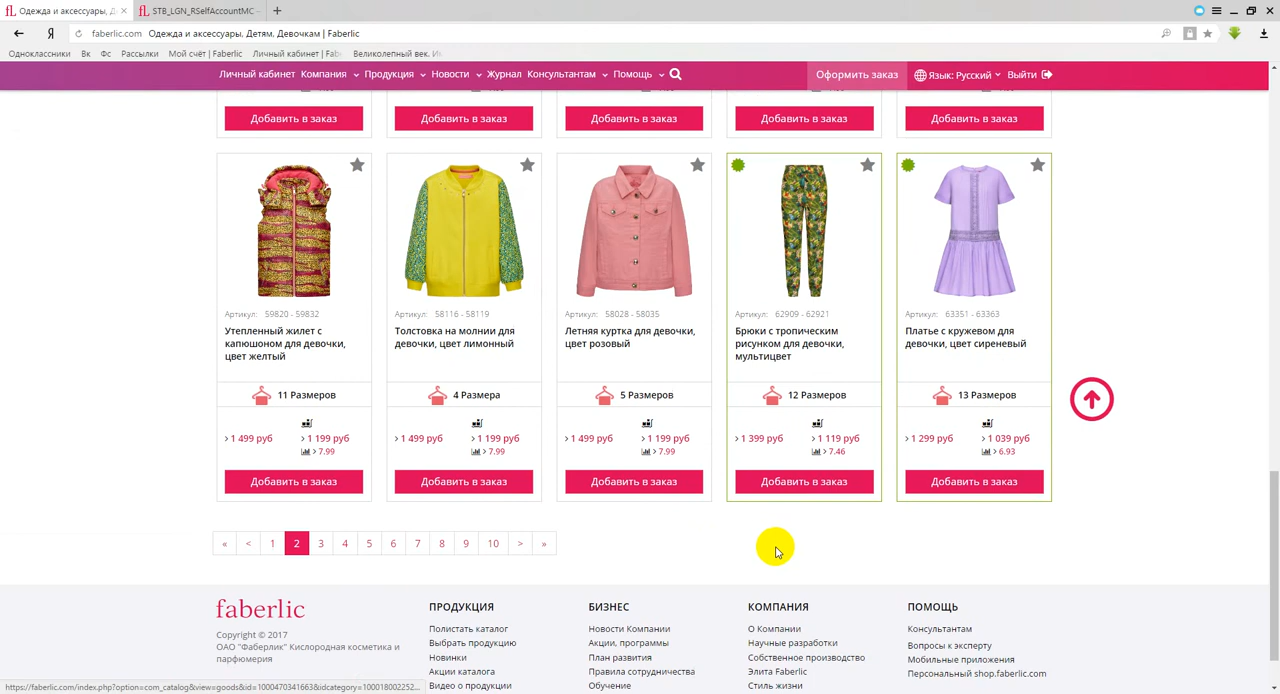 Одежда и аксессуары, Д
STB_LGN_RSelfAccountMC
faberlic.com Одежда и аксессуары. Детям. Девочкам | Faberlic
Одноклассники Вк Фс Рассылки Мой счёт | Faberlic Личный кабинет | Fab Великолепный век. И
Личный кабинет Компания Продукция Новости Журнал Консультантам Помощь Оформить заказ Язык: Русский Выйти
Добавить в заказ Добавить в заказ Добавить в заказ Добавить в заказ Добавить в заказ
Артикул: 59820 - 59832
Утепленный жилет с
капюшоном для девочки,
цвет желтый
11 Размеров
1 499 руб 1 199 руб
7.99
Добавить в заказ
Артикул: 58116 - 58119
Толстовка на молнии для
девочки, цвет лимонный
4 Размера
1 499 руб 1 199 руб
7.99
Добавить в заказ
Артикул: 58028 - 58035
Летняя куртка для девочки,
цвет розовый
5 Размеров
1 499 руб 1 199 руб
7.99
Добавить в заказ
Артикул: 62909 - 62921
Брюки с тропическим
рисунком для девочки,
мультицвет
12 Размеров
1 399 руб 1 119 руб
7.46
Добавить в заказ
Артикул: 63351 - 63363
Платье с кружевом для
девочки, цвет сиреневый
13 Размеров
1 299 руб 1 039 руб
6.93
Добавить в заказ
« < 1 2 3 4 5 6 7 8 9 10 > »
faberlic
Copyright © 2017
ОАО "Фаберлик" Кислородная косметика и
парфюмерия
ПРОДУКЦИЯ
Полистать каталог
Выбрать продукцию
Новинки
Акции каталога
Видео о продукции
БИЗНЕС
Новости Компании
Акции, программы
План развития
Правила сотрудничества
Обучение
КОМПАНИЯ
О Компании
Научные разработки
Собственное производство
Элита Faberlic
Стиль жизни
ПОМОЩЬ
Консультантам
Вопросы к эксперту
Мобильные приложения
Персональный shop.faberlic.com
https://faberlic.com/index.php?option=com_catalog&view=goods&id=1000470341663&idcategory=100018002252...